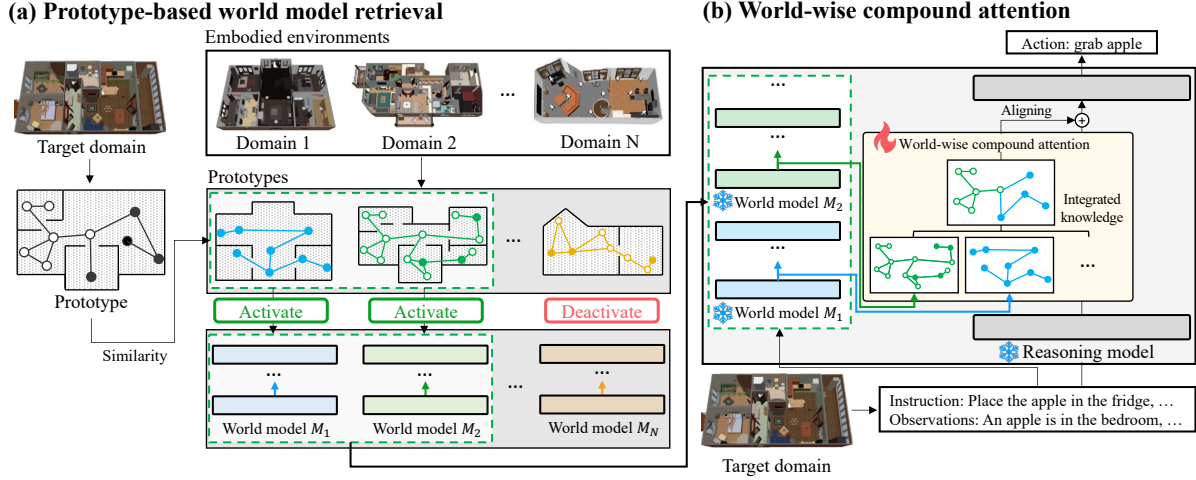 (a) Prototype-based world model retrieval
Embodied environments
Target domain
Domain 1
Domain 2
...
Domain N
Prototypes
...
Prototype
Similarity
Activate
Activate
Deactivate
...
...
...
...
World model M1
World model M2
World model MN
(b) World-wise compound attention
Action: grab apple
...
...
World model M2
...
World model M1
Aligning
+
World-wise compound attention
Integrated
knowledge
...
Reasoning model
Instruction: Place the apple in the fridge, ...
Observations: An apple is in the bedroom, ...
Target domain